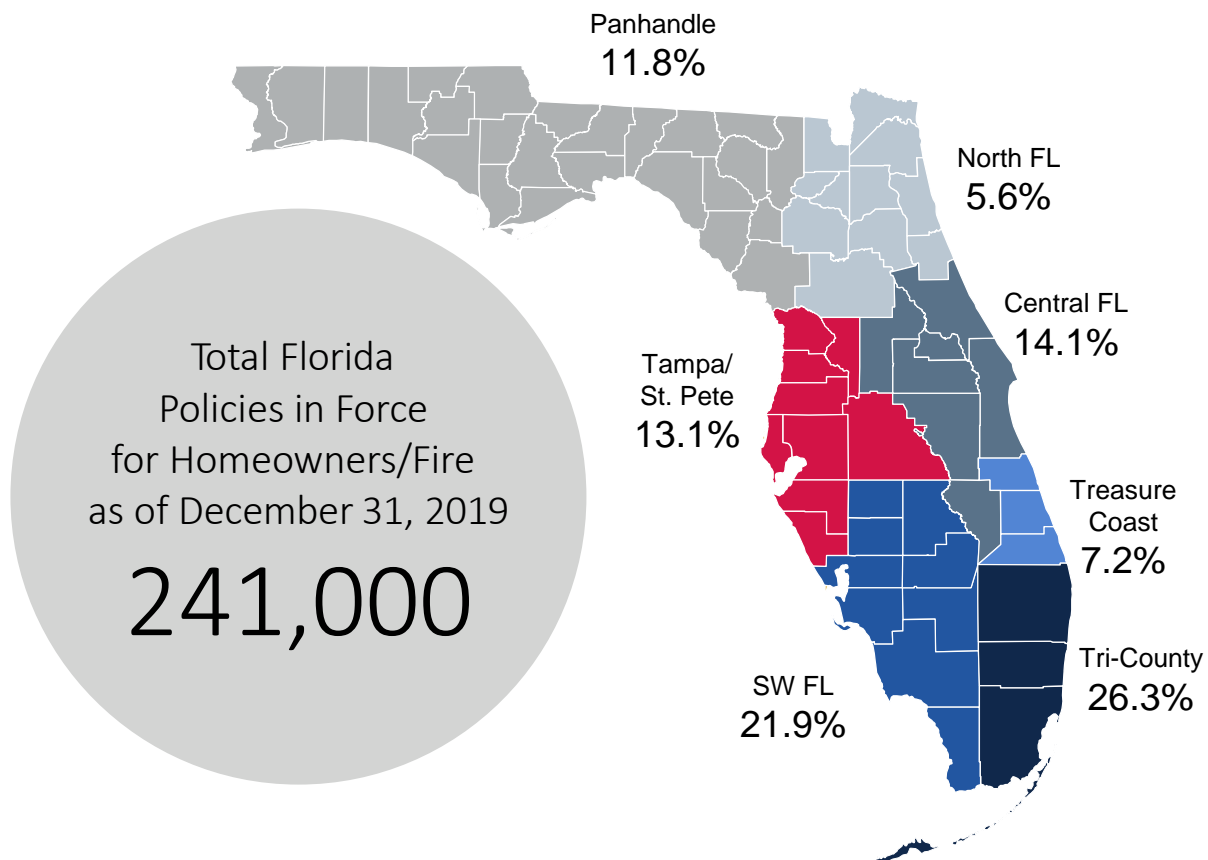 Panhandle
11.8%
North FL
5.6%
Central FL
14.1%
Tampa/
St. Pete
13.1%
Total Florida
Policies in Force
for Homeowners/Fire
as of December 31, 2019
241,000
Treasure
Coast
7.2%
Tri-County
26.3%
SW FL
21.9%